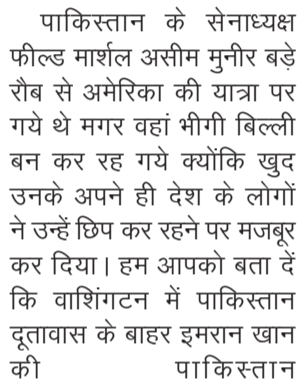 पाकिस्तान के सेनाध्यक्ष
फील्ड मार्शल असीम मुनीर बड़े
रौब से अमेरिका की यात्रा पर
गये थे मगर वहां भीगी बिल्ली
बन कर रह गये क्योंकि खुद
उनके अपने ही देश के लोगों
ने उन्हें छिप कर रहने पर मजबूर
कर दिया। हम आपको बता दें
कि वाशिंगटन में पाकिस्तान
दूतावास के बाहर इमरान खान
की पाकिस्तान